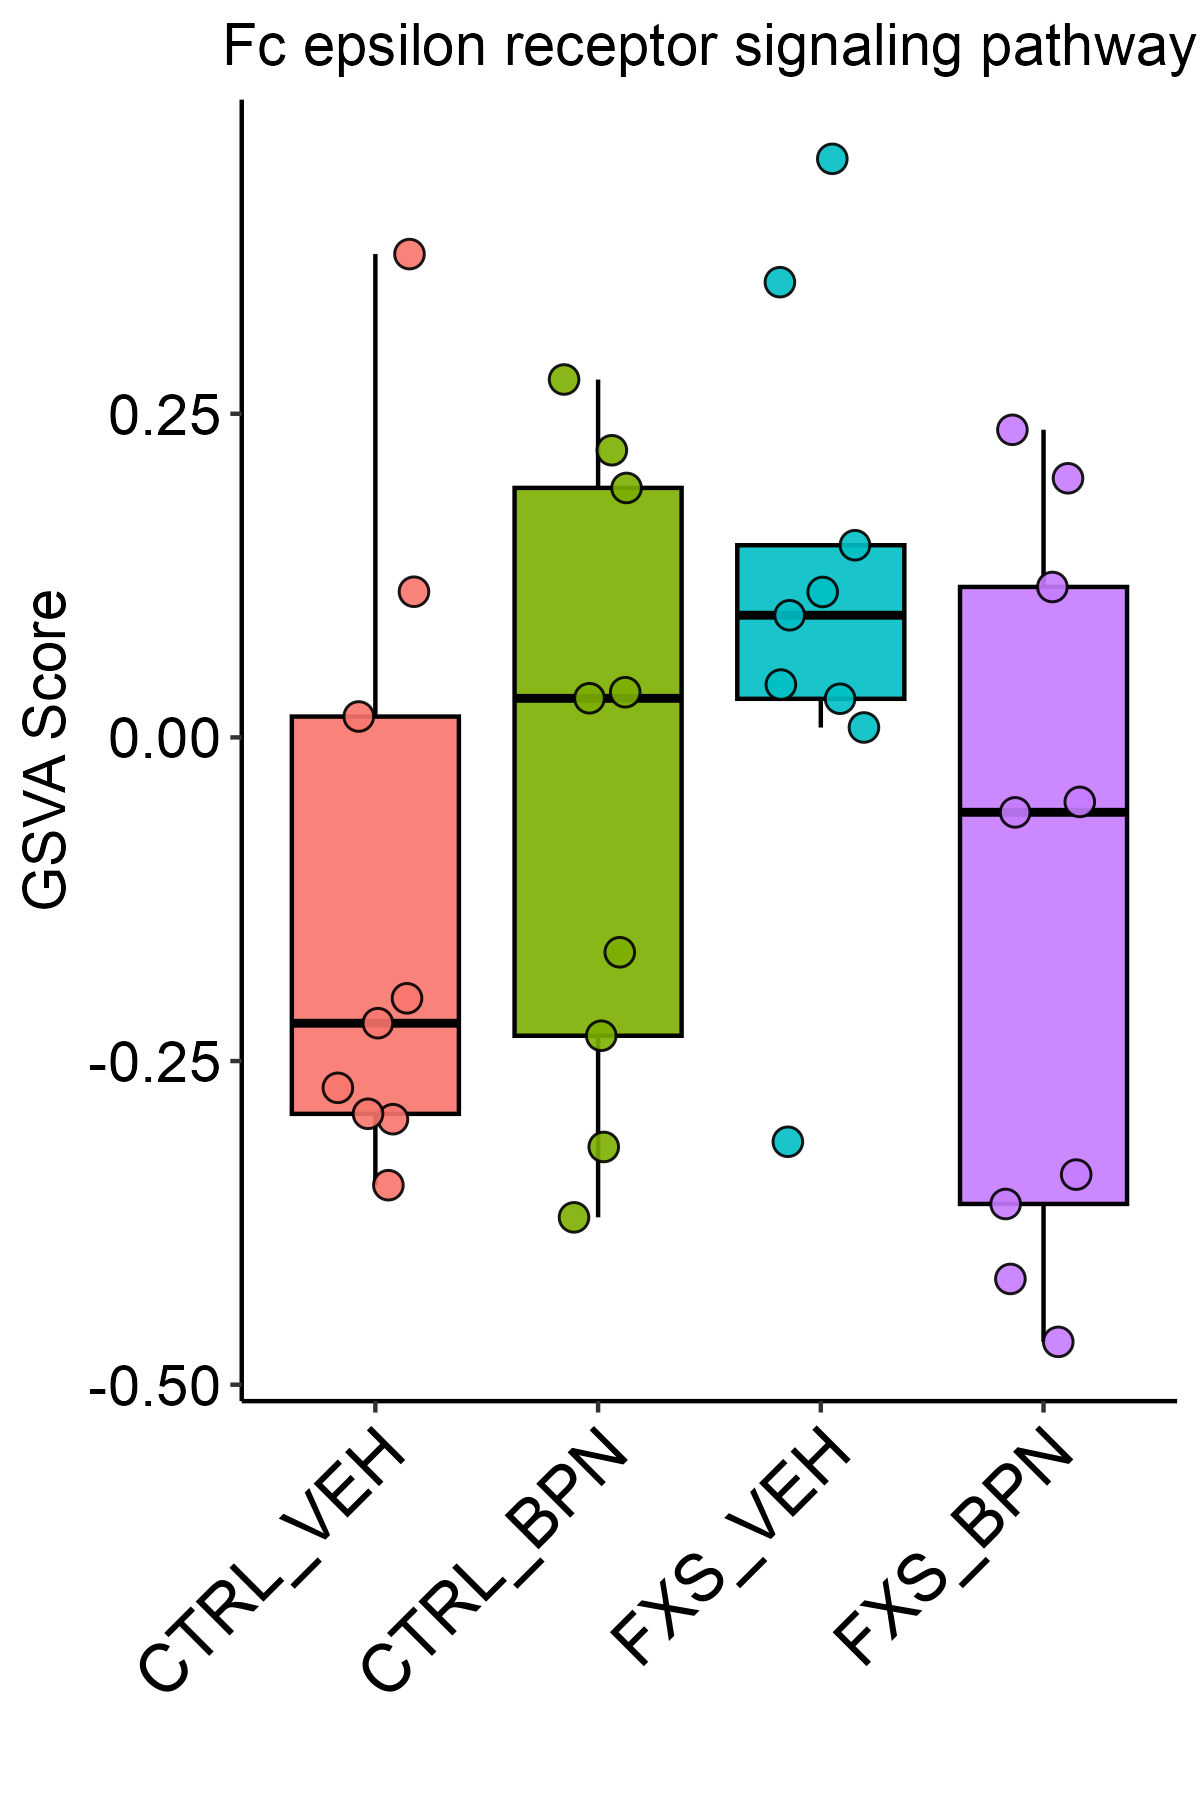 Fc epsilon receptor signaling pathway
GSVA Score
0.25
0.00
-0.25
-0.50
CTRL_VEH
CTRL_BPN
FXS_VEH
FXS_BPN